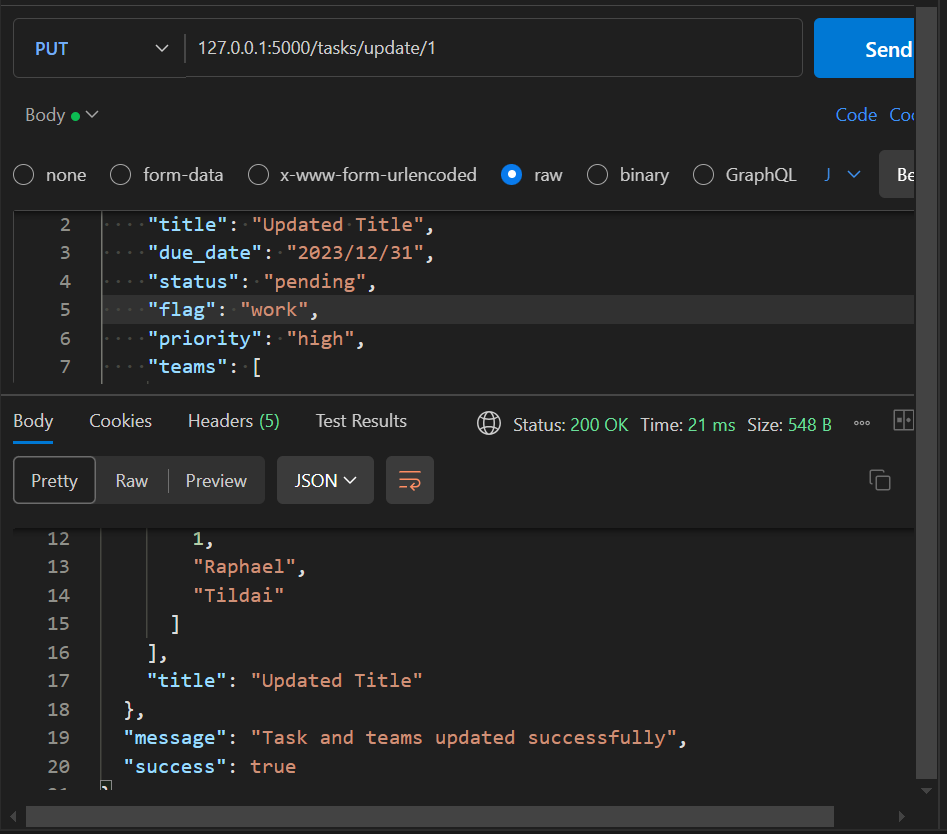 PUT 127.0.0.1:5000/tasks/update/1 Send
Body Code
none form-data x-www-form-urlencoded raw binary GraphQL J Be
2 "title": "Updated Title",
3 "due_date": "2023/12/31",
4 "status": "pending",
5 "flag": "work",
6 "priority": "high",
7 "teams": [
Body Cookies Headers (5) Test Results Status: 200 OK Time: 21 ms Size: 548 B
Pretty Raw Preview JSON
12 1,
13 "Raphael",
14 "Tildai"
15 ]
16 ],
17 "title": "Updated Title"
18 },
19 "message": "Task and teams updated successfully",
20 "success": true